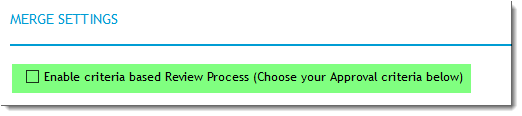 MERGE SETTINGS
Enable criteria based Review Process (Choose your Approval criteria below)